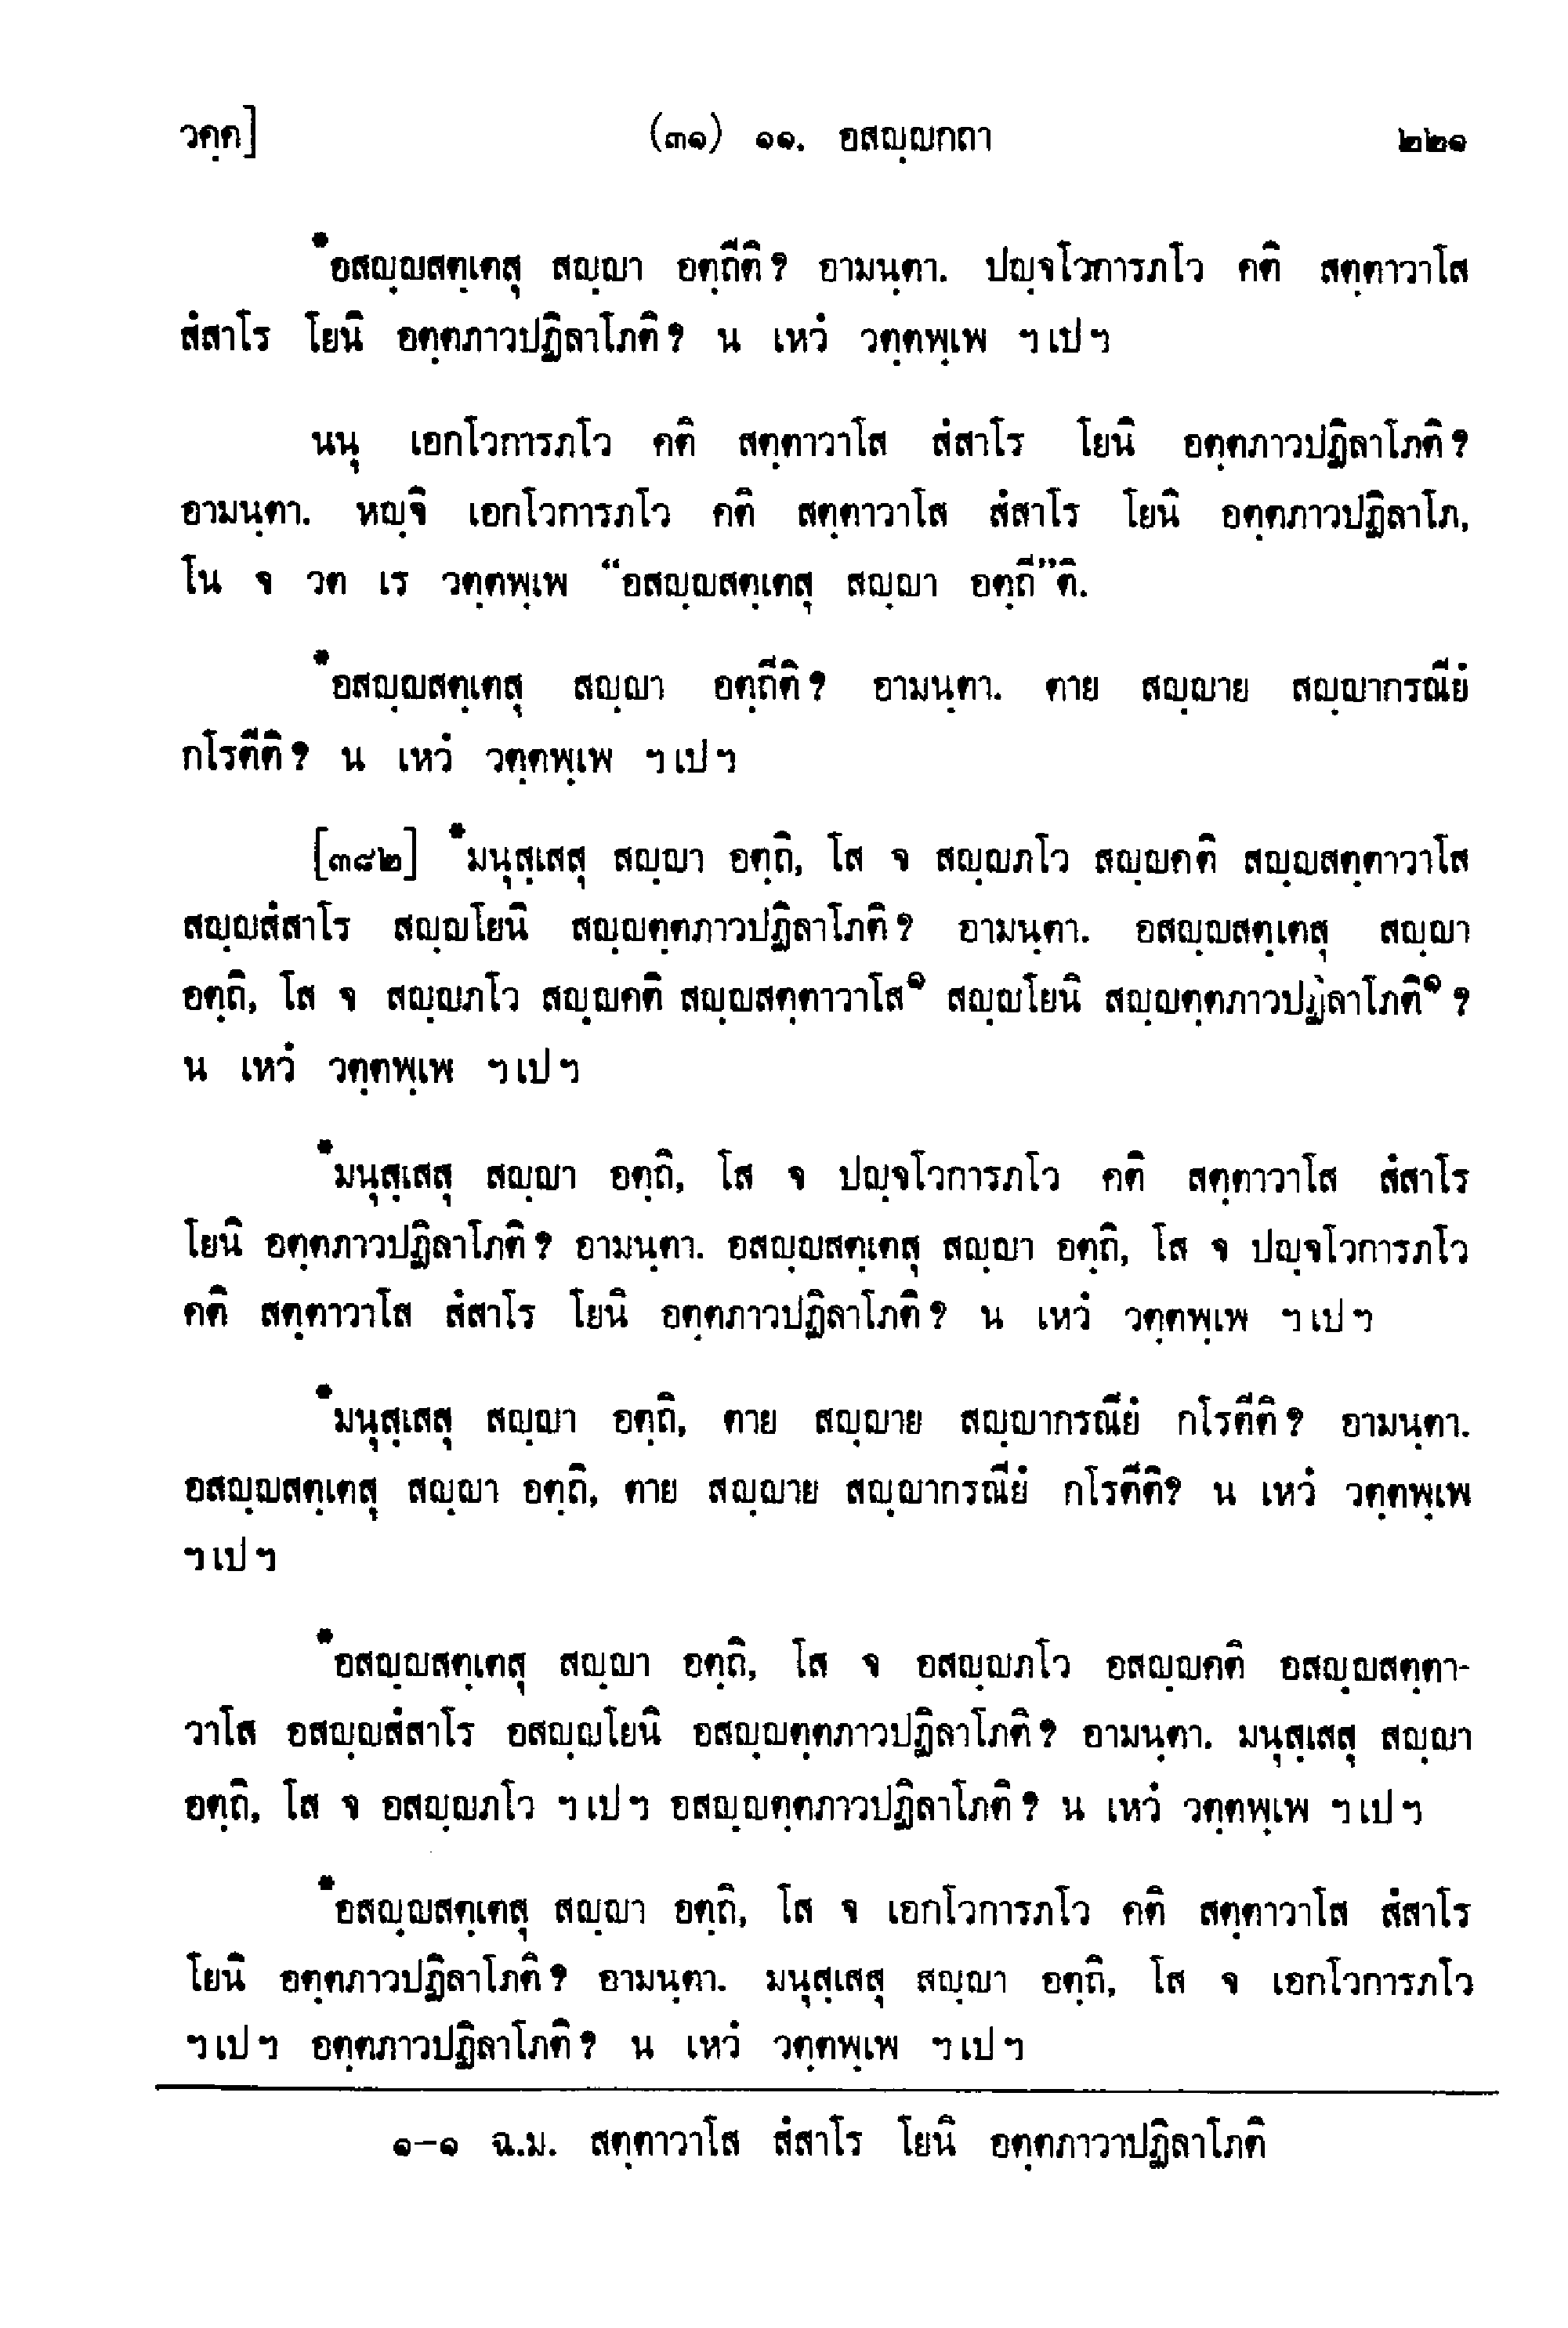 วคฺค]
(๓๑) ๑๑. อสญฺญกถา
๒๒๑
*อสญฺญสตฺเตสุ สญฺญา อตฺถีติ? อามนฺตา. ปญฺจโวการภโว คติ สตฺตาวาโส
สํสาโร โยนิ อตฺตภาวปฏิลาโภติ? น เหวํ วตฺตพฺเพ ฯเปฯ
นนุ เอกโวการภโว คติ สตฺตาวาโส สํสาโร โยนิ อตฺตภาวปฏิลาโภติ?
อามนฺตา. หญฺจิ เอกโวการภโว คติ สตฺตาวาโส สํสาโร โยนิ อตฺตภาวปฏิลาโภ,
โน จ วต เร วตฺตพฺเพ “อสญฺญสตฺเตสุ สญฺญา อตฺถี”ติ.
*อสญฺญสตฺเตสุ สญฺญา อตฺถีติ? อามนฺตา. ตาย สญฺญาย สญฺญากรณียํ
กโรตีติ? น เหวํ วตฺตพฺเพ ฯเปฯ
[๓๘๒] *มนุสฺเสสุ สญฺญา อตฺถิ, โส จ สญฺญภโว สญฺญคติ สญฺญสตฺตาวาโส
สญฺญสํสาโร สญฺญโยนิ สญฺญตฺตภาวปฏิลาโภติ? อามนฺตา. อสญฺญสตฺเตสุ สญฺญา
อตฺถิ, โส จ สญฺญภโว สญฺญคติ สญฺญสตฺตาวาโส๑ สญฺญโยนิ สญฺญตฺตภาวปฏิลาโภติ๑ ?
น เหวํ วตฺตพฺเพ ฯเปฯ
*มนุสฺเสสุ สญฺญา อตฺถิ, โส จ ปญฺจโวการภโว คติ สตฺตาวาโส สํสาโร
โยนิ อตฺตภาวปฏิลาโภติ? อามนฺตา. อสญฺญสตฺเตสุ สญฺญา อตฺถิ, โส จ ปญฺจโวการภโว
คติ สตฺตาวาโส สํสาโร โยนิ อตฺตภาวปฏิลาโภติ? น เหวํ วตฺตพฺเพ ฯเปฯ
*มนุสฺเสสุ สญฺญา อตฺถิ, ตาย สญฺญาย สญฺญากรณียํ กโรตีติ? อามนฺตา.
อสญฺญสตฺเตสุ สญฺญา อตฺถิ, ตาย สญฺญาย สญฺญากรณียํ กโรตีติ? น เหวํ วตฺตพฺเพ
ฯเปฯ
*อสญฺญสตฺเตสุ สญฺญา อตฺถิ, โส จ อสญฺญภโว อสญฺญคติ อสญฺญสตฺตา-
วาโส อสญฺญสํสาโร อสญฺญโยนิ อสญฺญตฺตภาวปฏิลาโภติ? อามนฺตา. มนุสฺเสสุ สญฺญา
อตฺถิ, โส จ อสญฺญภโว ฯเปฯ อสญฺญตฺตภาวปฏิลาโภติ? น เหวํ วตฺตพฺเพ ฯเปฯ
*อสญฺญสตฺเตสุ สญฺญา อตฺถิ, โส จ เอกโวการภโว คติ สตฺตาวาโส สํสาโร
โยนิ อตฺตภาวปฏิลาโภติ? อามนฺตา. มนุสฺเสสุ สญฺญา อตฺถิ, โส จ เอกโวการภโว
ฯเปฯ อตฺตภาวปฏิลาโภติ? น เหวํ วตฺตพฺเพ ฯเปฯ
๑-๑ ฉ.ม. สตฺตาวาโส สํสาโร โยนิ อตฺตภาวาปฏิลาโภติ